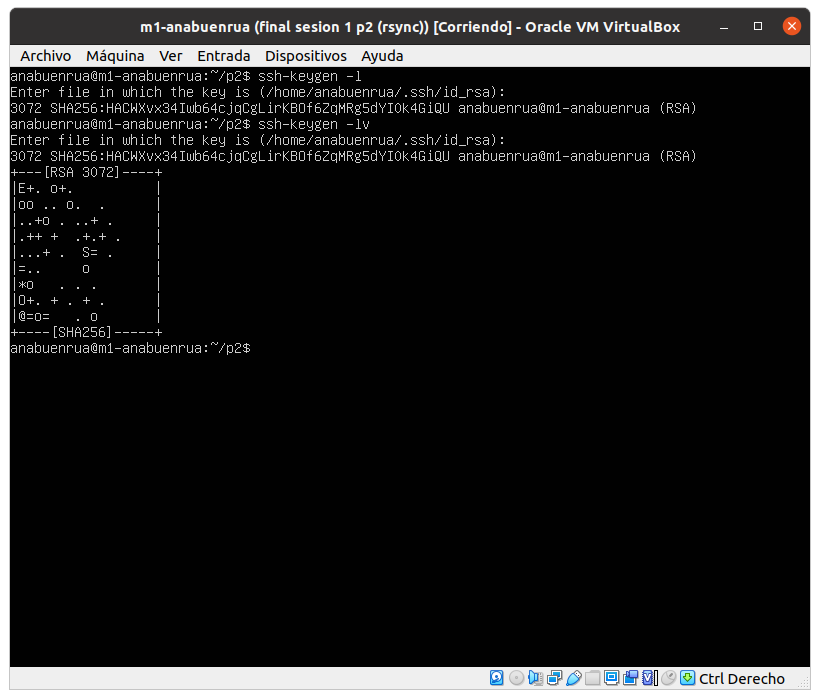 m1-anabuenrua (final sesion 1 p2 (rsync)) [Corriendo] - Oracle VM VirtualBox
Archivo Máquina Ver Entrada Dispositivos Ayuda
anabuenrua@m1-anabuenrua:~/p2$ ssh-keygen -l
Enter file in which the key is (/home/anabuenrua/.ssh/id_rsa):
3072 SHA256:HACWXvx34Iwb64cjqCgLirKBOf6ZqMRg5dYI0k4GiQU anabuenrua@m1-anabuenrua (RSA)
anabuenrua@m1-anabuenrua:~/p2$ ssh-keygen -lv
Enter file in which the key is (/home/anabuenrua/.ssh/id_rsa):
3072 SHA256:HACWXvx34Iwb64cjqCgLirKBOf6ZqMRg5dYI0k4GiQU anabuenrua@m1-anabuenrua (RSA)
+---[RSA 3072]----+
|E+. o+.          |
|oo .. o.  .      |
|..+o . ..+ .     |
|.++ +  .+.+ .    |
|...+ .  S= .     |
|=..     o        |
|*o   . . .       |
|O+. + . + .      |
|@=o=   . o       |
+----[SHA256]-----+
anabuenrua@m1-anabuenrua:~/p2$
Ctrl Derecho